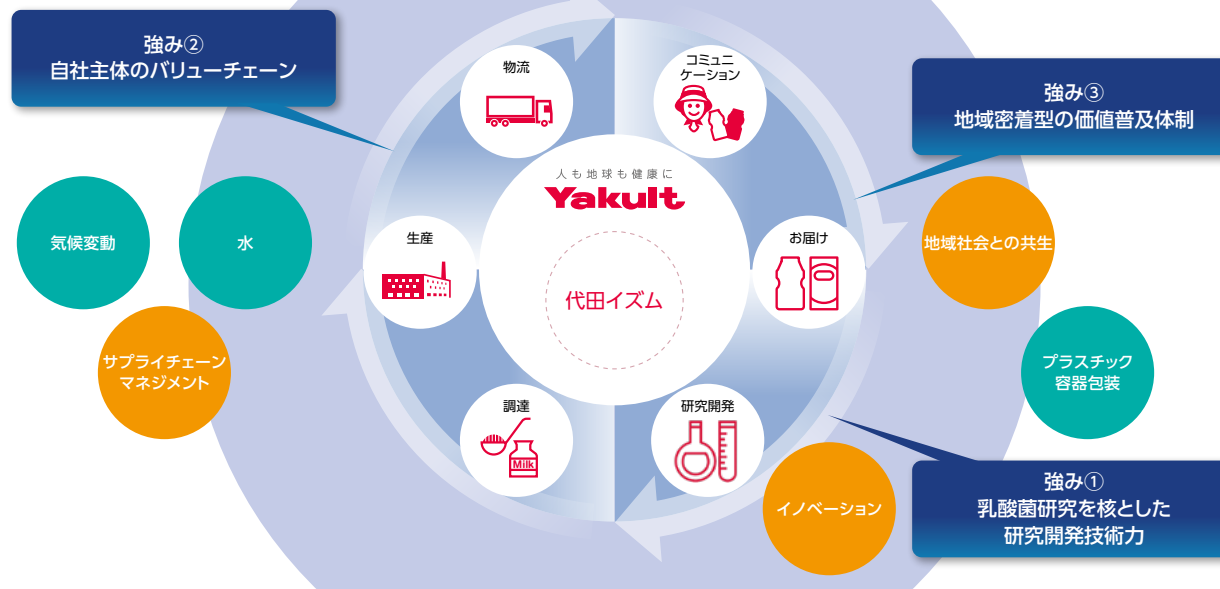 強み②
自社主体のバリューチェーン
物流
コミュニ
ケーション
強み③
地域密着型の価値普及体制
人も地球も健康に
Yakult
気候変動
水
生産
お届け
地域社会との共生
代田イズム
サプライチェーン
マネジメント
プラスチック
容器包装
調達
Milk
研究開発
イノベーション
強み①
乳酸菌研究を核とした
研究開発技術力